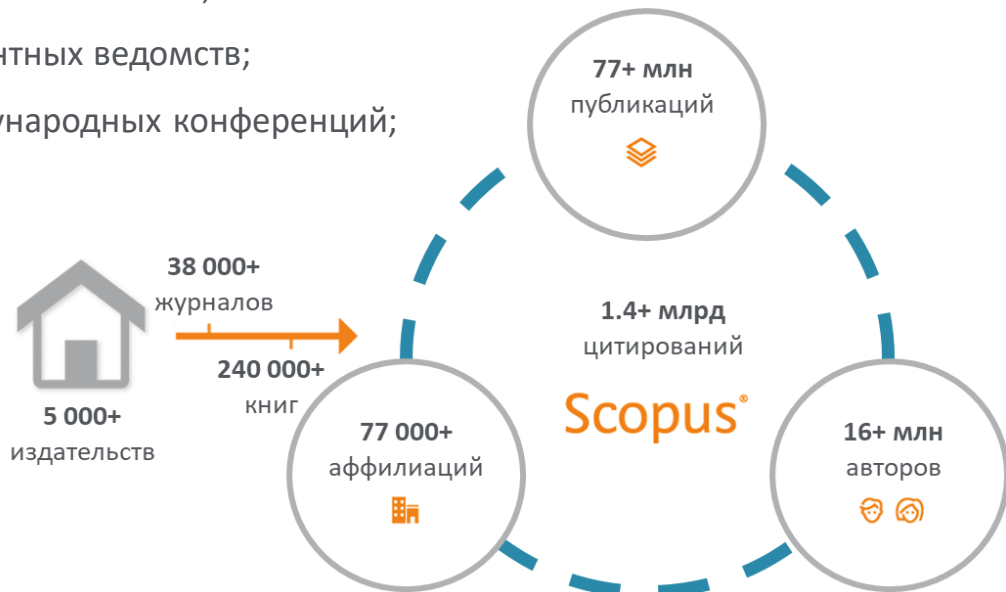 нтных ведомств;
ународных конференций;
77+ млн
публикаций
38 000+
журналов
240 000+
книг
5 000+
издательств
1.4+ млрд
цитирований
Scopus®
77 000+
аффилиаций
16+ млн
авторов